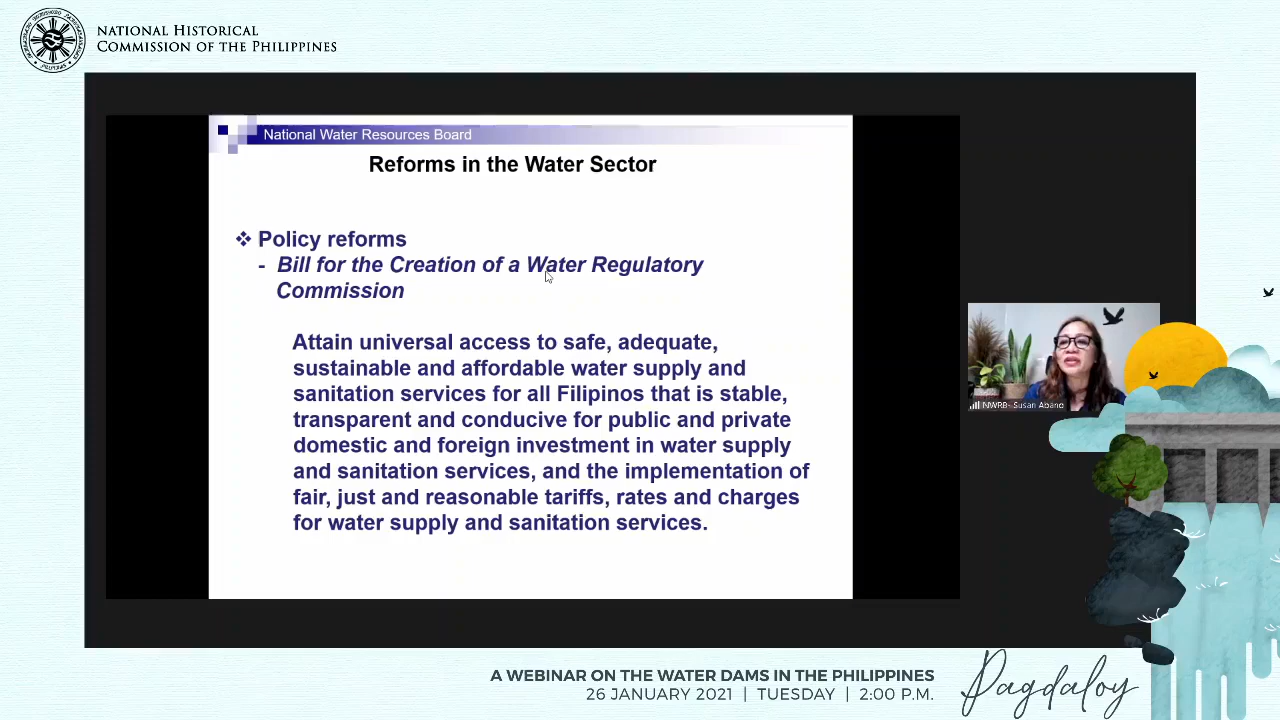 NATIONAL HISTORICAL
COMMISSION OF THE PHILIPPINES
National Water Resources Board
Reforms in the Water Sector
❖ Policy reforms
- Bill for the Creation of a Water Regulatory
Commission
Attain universal access to safe, adequate,
sustainable and affordable water supply and
sanitation services for all Filipinos that is stable,
transparent and conducive for public and private
domestic and foreign investment in water supply
and sanitation services, and the implementation of
fair, just and reasonable tariffs, rates and charges
for water supply and sanitation services.
NWRB- Susan Abano
A WEBINAR ON THE WATER DAMS IN THE PHILIPPINES
26 JANUARY 2021 | TUESDAY | 2:00 P.M.
Pagdaloy